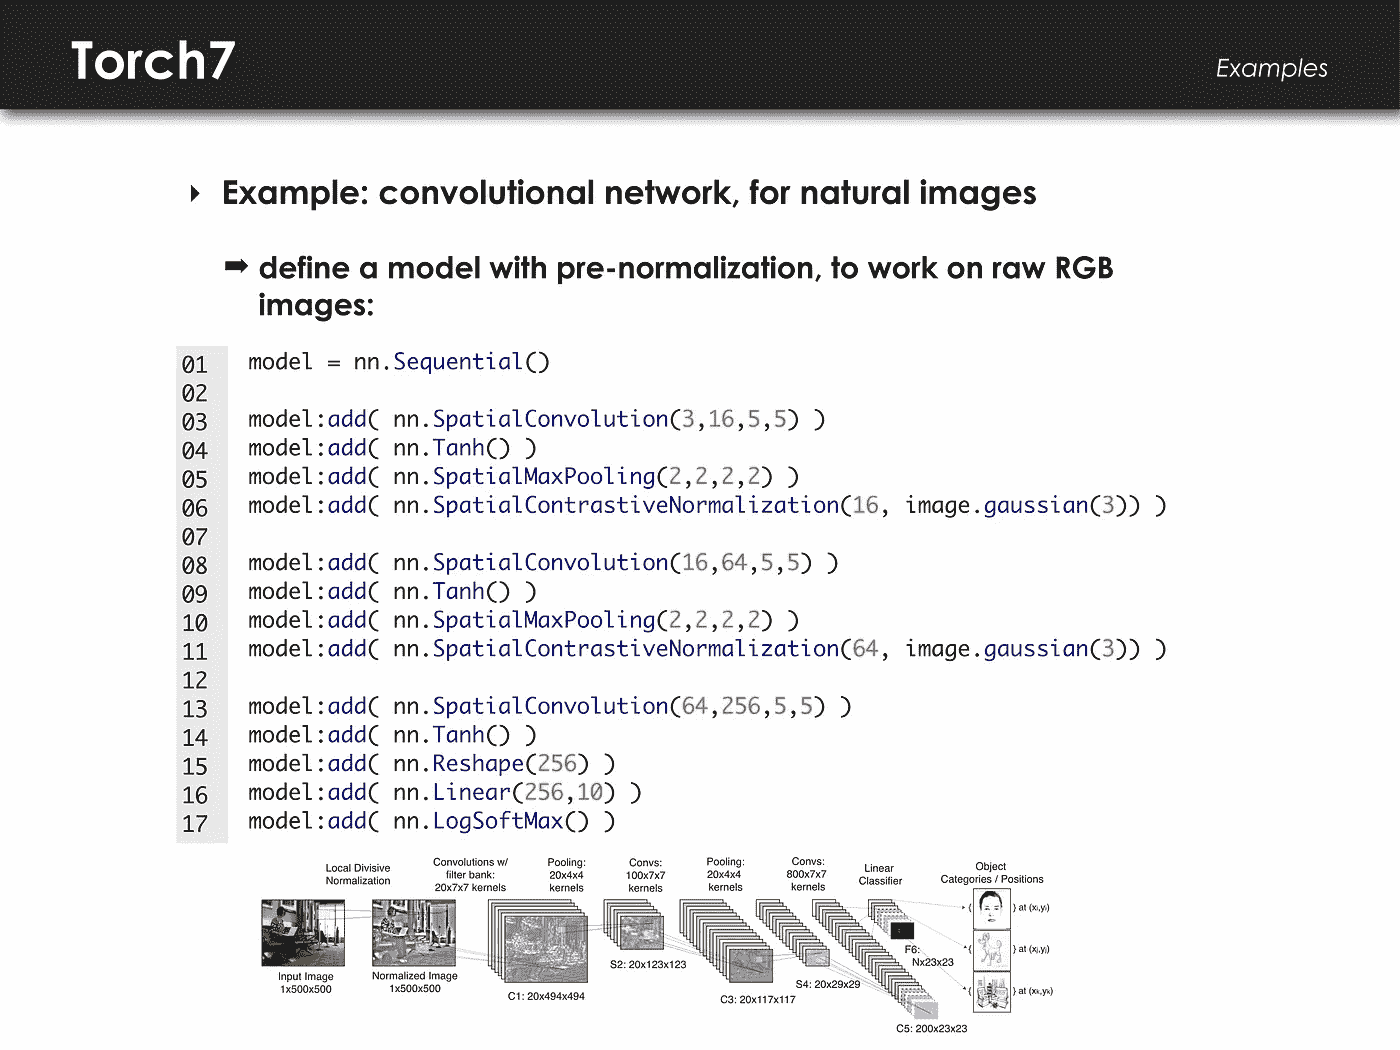 Torch7
Examples
Example: convolutional network, for natural images
define a model with pre-normalization, to work on raw RGB
images:
01 model = nn.Sequential()
02
03 model:add( nn.SpatialConvolution(3,16,5,5) )
04 model:add( nn.Tanh() )
05 model:add( nn.SpatialMaxPooling(2,2,2,2) )
06 model:add( nn.SpatialContrastiveNormalization(16, image.gaussian(3)) )
07
08 model:add( nn.SpatialConvolution(16,64,5,5) )
09 model:add( nn.Tanh() )
10 model:add( nn.SpatialMaxPooling(2,2,2,2) )
11 model:add( nn.SpatialContrastiveNormalization(64, image.gaussian(3)) )
12
13 model:add( nn.SpatialConvolution(64,256,5,5) )
14 model:add( nn.Tanh() )
15 model:add( nn.Reshape(256) )
16 model:add( nn.Linear(256,10) )
17 model:add( nn.LogSoftMax() )
Local Divisive
Normalization
Convolutions w/
filter bank:
20x7x7 kernels
Pooling:
20x4x4
kernels
Convs:
100x7x7
kernels
Pooling:
20x4x4
kernels
Convs:
800x7x7
kernels
Linear
Classifier
Object
Categories / Positions
{ } at (xi,yi)
{ } at (xj,yj)
{ } at (xk,yk)
Input Image
1x500x500
Normalized Image
1x500x500
C1: 20x494x494
S2: 20x123x123
C3: 20x117x117
S4: 20x29x29
C5: 200x23x23
F6:
Nx23x23